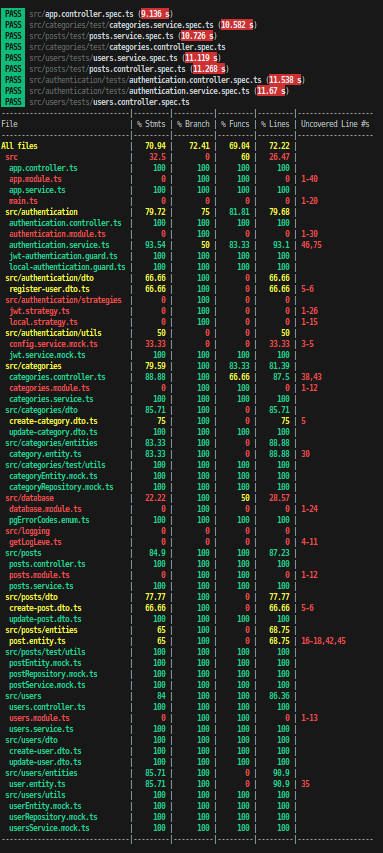 PASS src/app.controller.spec.ts (9.136 s)
PASS src/categories/test/categories.service.spec.ts (10.582 s)
PASS src/posts/test/posts.service.spec.ts (10.726 s)
PASS src/categories/test/categories.controller.spec.ts
PASS src/users/tests/users.service.spec.ts (11.119 s)
PASS src/posts/test/posts.controller.spec.ts (11.268 s)
PASS src/authentication/tests/authentication.controller.spec.ts (11.538 s)
PASS src/authentication/tests/authentication.service.spec.ts (11.67 s)
PASS src/users/tests/users.controller.spec.ts
File | % Stmts | % Branch | % Funcs | % Lines | Uncovered Line #s
All files | 70.94 | 72.41 | 69.04 | 72.22 |
src | 32.5 | 0 | 60 | 26.47 |
app.controller.ts | 100 | 100 | 100 | 100 |
app.module.ts | 0 | 100 | 100 | 0 | 1-40
app.service.ts | 100 | 100 | 100 | 100 |
main.ts | 0 | 0 | 0 | 0 | 1-20
src/authentication | 79.72 | 75 | 81.81 | 79.68 |
authentication.controller.ts | 100 | 100 | 100 | 100 |
authentication.module.ts | 0 | 100 | 0 | 0 | 1-30
authentication.service.ts | 93.54 | 50 | 83.33 | 93.1 | 46,75
jwt-authentication.guard.ts | 100 | 100 | 100 | 100 |
local-authentication.guard.ts | 100 | 100 | 100 | 100 |
src/authentication/dto | 66.66 | 100 | 0 | 66.66 |
register-user.dto.ts | 66.66 | 100 | 0 | 66.66 | 5-6
src/authentication/strategies | 0 | 100 | 0 | 0 |
jwt.strategy.ts | 0 | 100 | 0 | 0 | 1-26
local.strategy.ts | 0 | 100 | 0 | 0 | 1-15
src/authentication/utils | 50 | 0 | 0 | 50 |
config.service.mock.ts | 33.33 | 0 | 0 | 33.33 | 3-5
jwt.service.mock.ts | 100 | 100 | 100 | 100 |
src/categories | 79.59 | 100 | 83.33 | 81.39 |
categories.controller.ts | 88.88 | 100 | 66.66 | 87.5 | 38,43
categories.module.ts | 0 | 100 | 100 | 0 | 1-12
categories.service.ts | 100 | 100 | 100 | 100 |
src/categories/dto | 85.71 | 100 | 0 | 85.71 |
create-category.dto.ts | 75 | 100 | 0 | 75 | 5
update-category.dto.ts | 100 | 100 | 100 | 100 |
src/categories/entities | 83.33 | 100 | 0 | 88.88 |
category.entity.ts | 83.33 | 100 | 0 | 88.88 | 30
src/categories/test/utils | 100 | 100 | 100 | 100 |
categoryEntity.mock.ts | 100 | 100 | 100 | 100 |
categoryRepository.mock.ts | 100 | 100 | 100 | 100 |
src/database | 22.22 | 100 | 50 | 28.57 |
database.module.ts | 0 | 100 | 0 | 0 | 1-24
pgErrorCodes.enum.ts | 100 | 100 | 100 | 100 |
src/logging | 0 | 0 | 0 | 0 |
getLogLeve.ts | 0 | 0 | 0 | 0 | 4-11
src/posts | 84.9 | 100 | 100 | 87.23 |
posts.controller.ts | 100 | 100 | 100 | 100 |
posts.module.ts | 0 | 100 | 100 | 0 | 1-12
posts.service.ts | 100 | 100 | 100 | 100 |
src/posts/dto | 77.77 | 100 | 0 | 77.77 |
create-post.dto.ts | 66.66 | 100 | 0 | 66.66 | 5-6
update-post.dto.ts | 100 | 100 | 100 | 100 |
src/posts/entities | 65 | 100 | 0 | 68.75 |
post.entity.ts | 65 | 100 | 0 | 68.75 | 16-18,42,45
src/posts/test/utils | 100 | 100 | 100 | 100 |
postEntity.mock.ts | 100 | 100 | 100 | 100 |
postRepository.mock.ts | 100 | 100 | 100 | 100 |
postService.mock.ts | 100 | 100 | 100 | 100 |
src/users | 84 | 100 | 100 | 86.36 |
users.controller.ts | 100 | 100 | 100 | 100 |
users.module.ts | 0 | 100 | 100 | 0 | 1-13
users.service.ts | 100 | 100 | 100 | 100 |
src/users/dto | 100 | 100 | 100 | 100 |
create-user.dto.ts | 100 | 100 | 100 | 100 |
update-user.dto.ts | 100 | 100 | 100 | 100 |
src/users/entities | 85.71 | 100 | 0 | 90.9 |
user.entity.ts | 85.71 | 100 | 0 | 90.9 | 35
src/users/utils | 100 | 100 | 100 | 100 |
userEntity.mock.ts | 100 | 100 | 100 | 100 |
userRepository.mock.ts | 100 | 100 | 100 | 100 |
usersService.mock.ts | 100 | 100 | 100 | 100 |